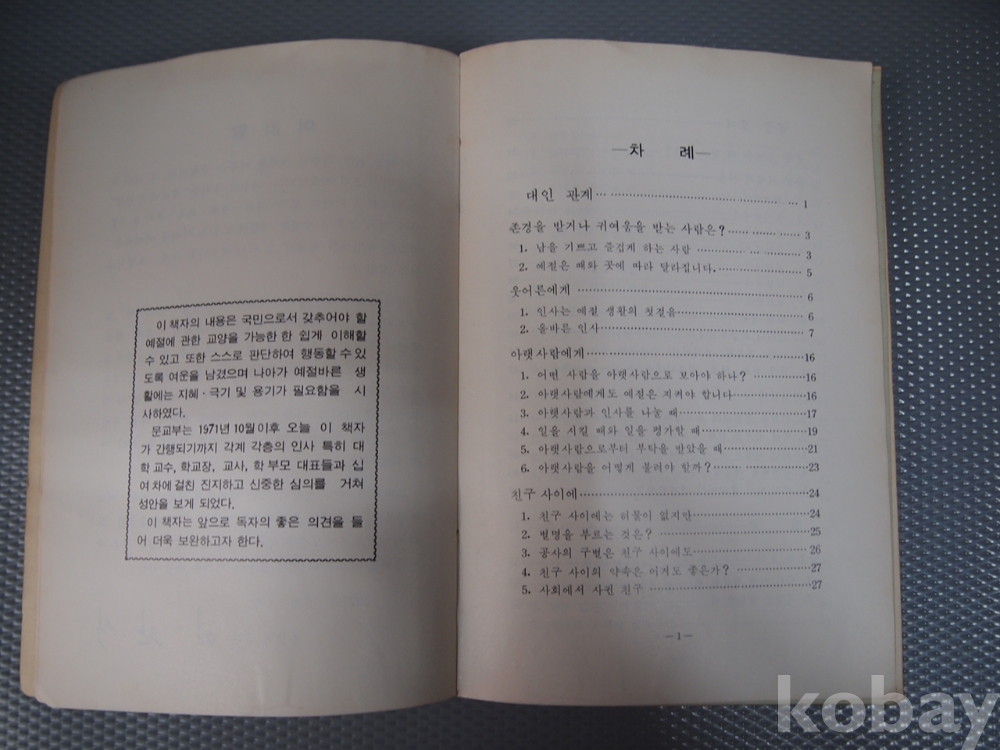 이 책자의 내용은 국민으로서 갖추어야 할
예절에 관한 교양을 가능한 한 쉽게 이해할
수 있고 또한 스스로 판단하여 행동할 수 있
도록 여운을 남겼으며 나아가 예절바른 생
활에는 지혜·극기 및 용기가 필요함을 시
사하였다.
문교부는 1971년 10월 이후 오늘 이 책자
가 간행되기까지 각계 각층의 인사 특히 대
학 교수, 학교장, 교사, 학부모 대표들과 십
여 차에 걸친 진지하고 신중한 심의를 거쳐
성안을 보게 되었다.
이 책자는 앞으로 독자의 좋은 의견을 들
어 더욱 보완하고자 한다.
—차 례—
대인 관계 1
존경을 받거나 귀여움을 받는 사람은? 3
1. 남을 기쁘고 즐겁게 하는 사람 3
2. 예절은 때와 곳에 따라 달라집니다. 5
웃어른에게 6
1. 인사는 예절 생활의 첫걸음 6
2. 올바른 인사 7
아랫사람에게 16
1. 어떤 사람을 아랫사람으로 보아야 하나? 16
2. 아랫사람에게도 예절은 지켜야 합니다 16
3. 아랫사람과 인사를 나눌 때 17
4. 일을 시킬 때와 일을 평가할 때 19
5. 아랫사람으로부터 부탁을 받았을 때 21
6. 아랫사람을 어떻게 불러야 할까? 23
친구 사이에 24
1. 친구 사이에는 허물이 없지만 24
2. 별명을 부르는 것은? 25
3. 공사의 구별은 친구 사이에도 26
4. 친구 사이의 약속은 어겨도 좋은가? 27
5. 사회에서 사귄 친구 27
—1—
kobay